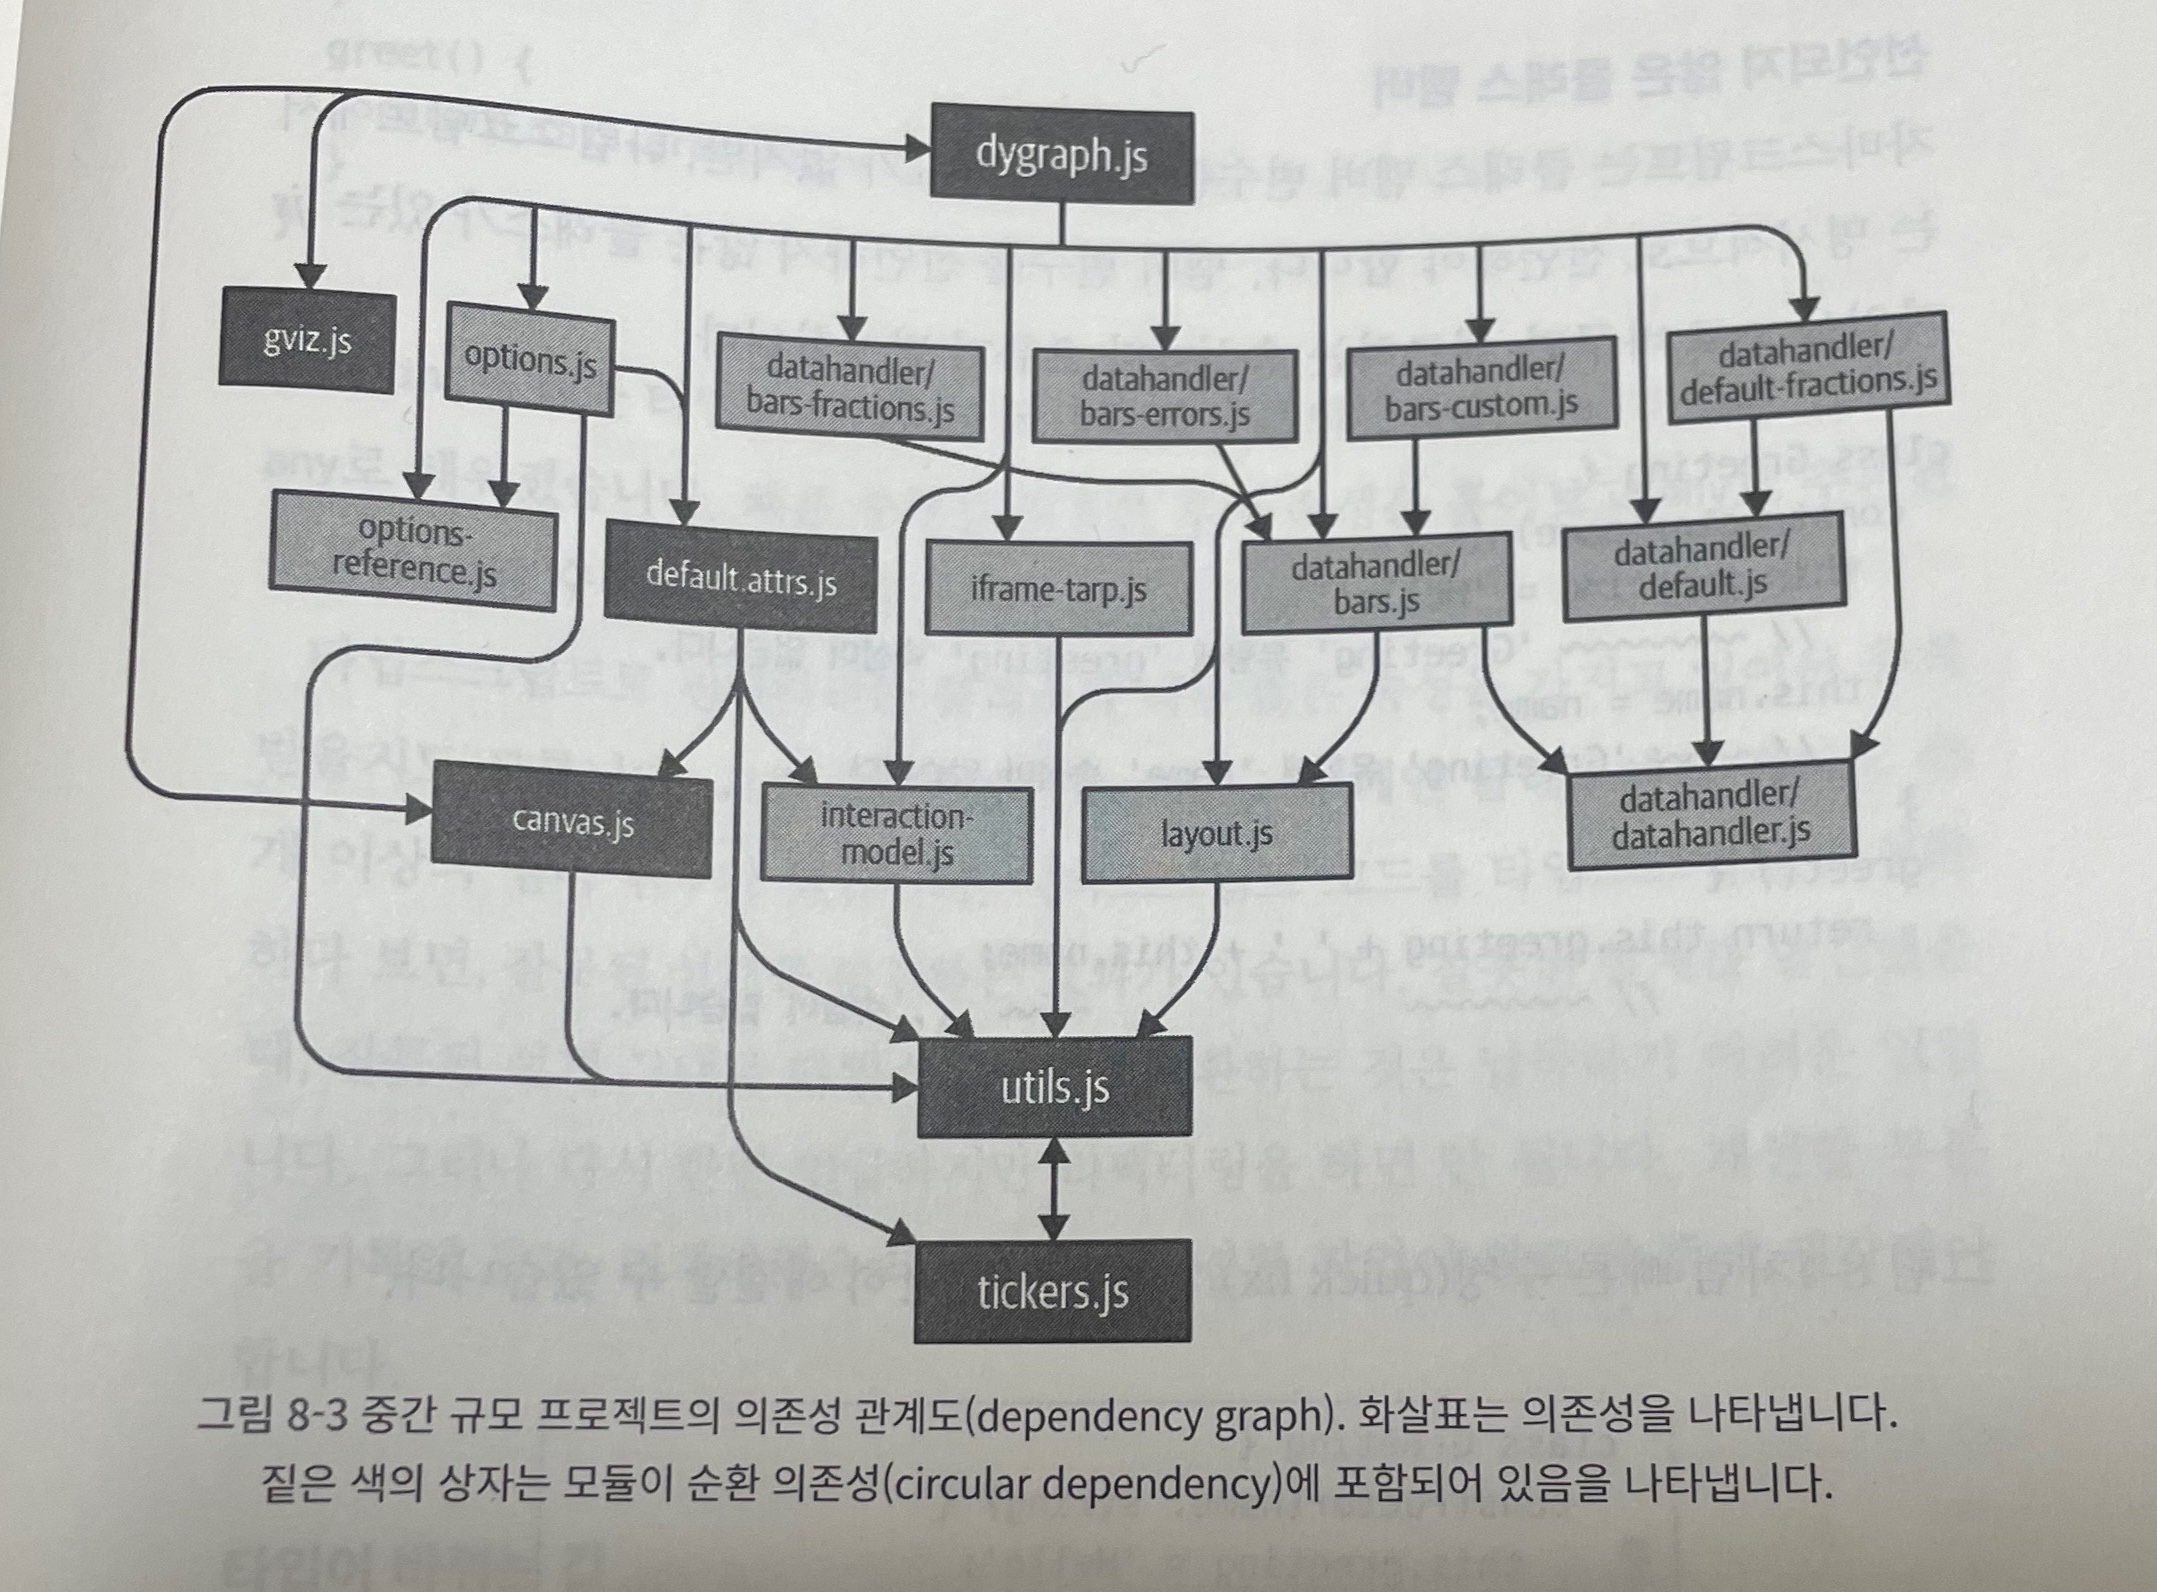 dygraph.js
gviz.js
options.js
datahandler/
bars-fractions.js
datahandler/
bars-errors.js
datahandler/
bars-custom.js
datahandler/
default-fractions.js
options-
reference.js
default.attrs.js
iframe-tarp.js
datahandler/
bars.js
datahandler/
default.js
canvas.js
interaction-
model.js
layout.js
datahandler/
datahandler.js
utils.js
tickers.js
그림 8-3 중간 규모 프로젝트의 의존성 관계도(dependency graph). 화살표는 의존성을 나타냅니다.
짙은 색의 상자는 모듈이 순환 의존성(circular dependency)에 포함되어 있음을 나타냅니다.